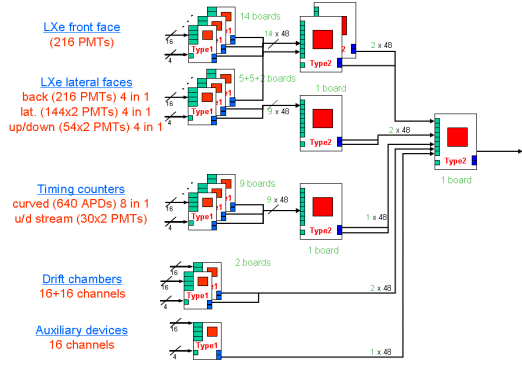 LXe front face
(216 PMTs)
14 boards
16
4
Type1
14 x 48
Type2
2 x 48
LXe lateral faces
back (216 PMTs) 4 in 1
lat. (144x2 PMTs) 4 in 1
up/down (54x2 PMTs) 4 in 1
5+5+2 boards
16
4
Type1
9 x 48
1 board
Type2
2 x 48
Type2
1 board
Timing counters
curved (640 APDs) 8 in 1
u/d stream (30x2 PMTs)
9 boards
16
4
Type1
9 x 48
Type2
1 board
1 x 48
Drift chambers
16+16 channels
2 boards
16
4
Type1
2 x 48
Auxiliary devices
16 channels
16
4
Type1
1 x 48